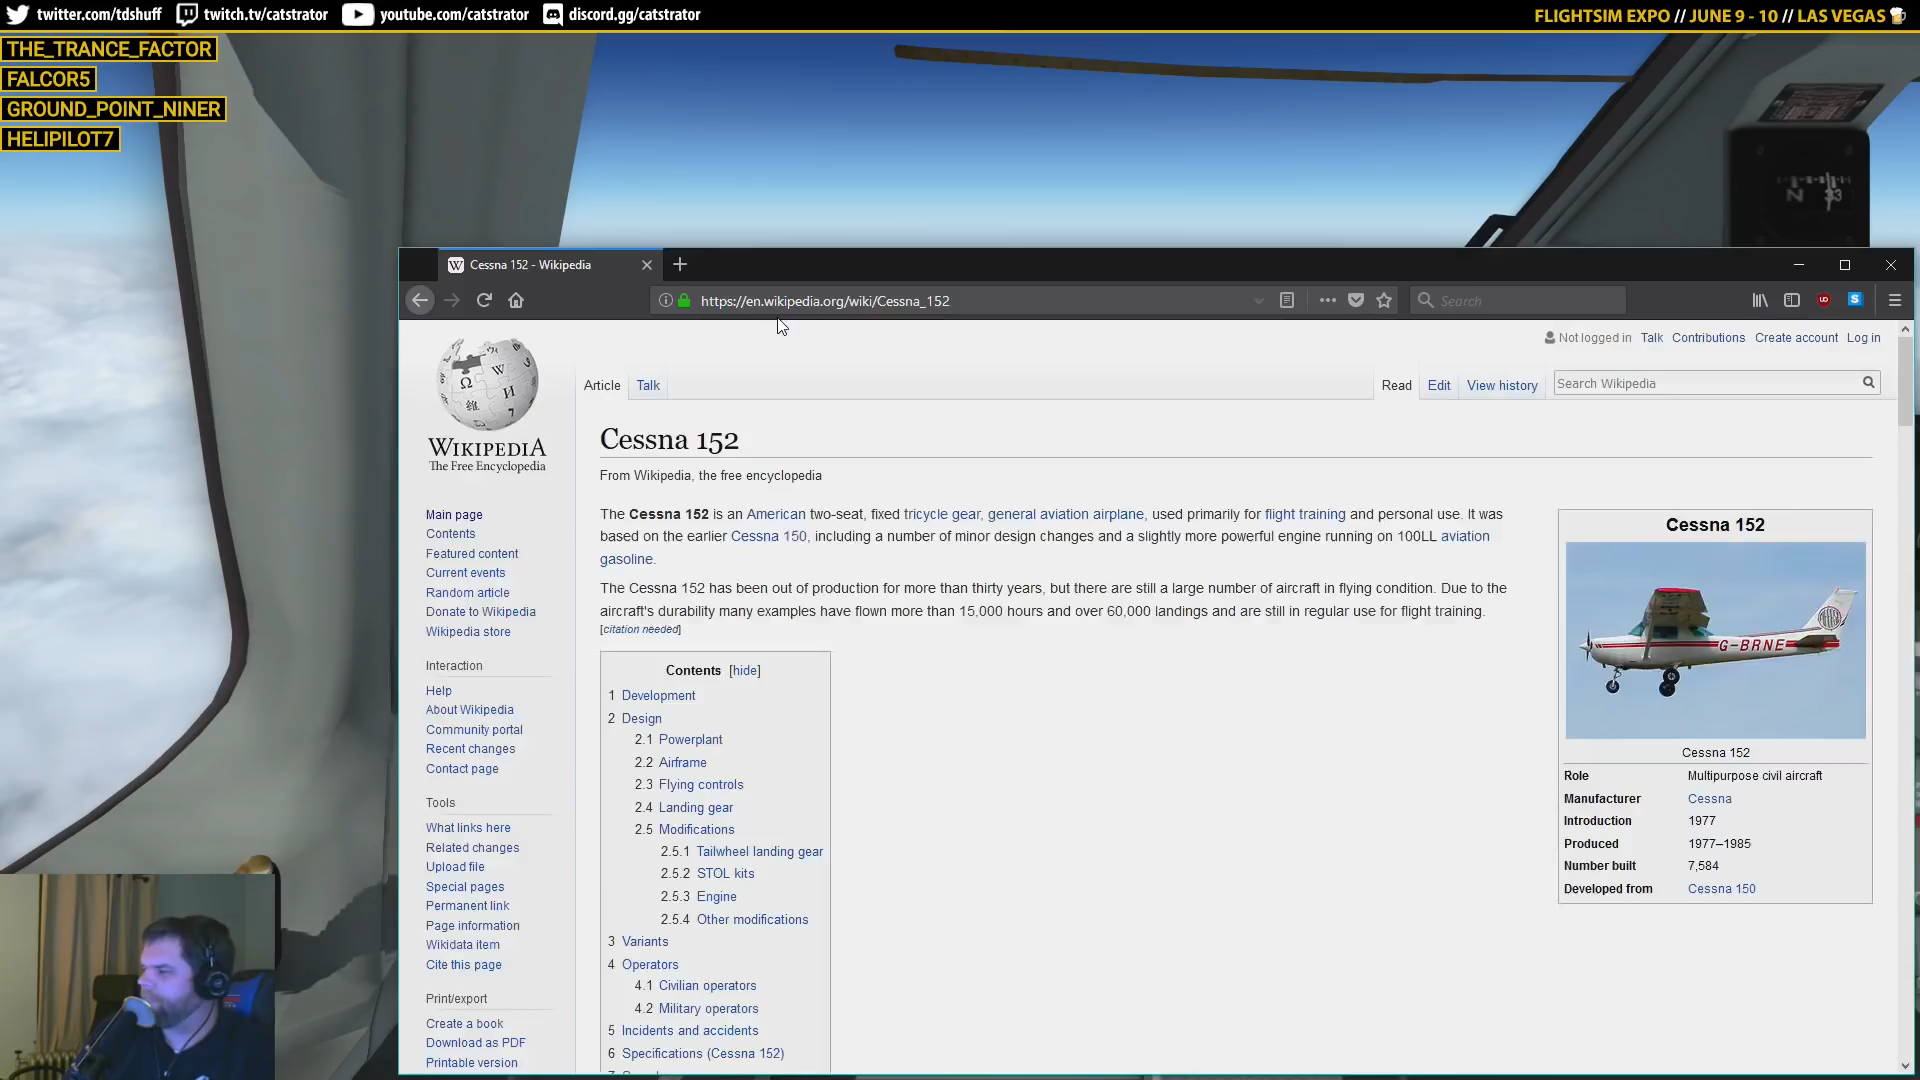 twitter.com/tdshuff twitch.tv/catstrator youtube.com/catstrator discord.gg/catstrator FLIGHTSIM EXPO // JUNE 9 - 10 // LAS VEGAS
THE_TRANCE_FACTOR
FALCOR5
GROUND_POINT_NINER
HELIPILOT7
N 33
Cessna 152 - Wikipedia
https://en.wikipedia.org/wiki/Cessna_152
Search
Not logged in Talk Contributions Create account Log in
Article Talk
Read Edit View history
Search Wikipedia
WIKIPEDIA
The Free Encyclopedia
Main page
Contents
Featured content
Current events
Random article
Donate to Wikipedia
Wikipedia store
Interaction
Help
About Wikipedia
Community portal
Recent changes
Contact page
Tools
What links here
Related changes
Upload file
Special pages
Permanent link
Page information
Wikidata item
Cite this page
Print/export
Create a book
Download as PDF
Printable version
Cessna 152
From Wikipedia, the free encyclopedia
The Cessna 152 is an American two-seat, fixed tricycle gear, general aviation airplane, used primarily for flight training and personal use. It was
based on the earlier Cessna 150, including a number of minor design changes and a slightly more powerful engine running on 100LL aviation
gasoline.
The Cessna 152 has been out of production for more than thirty years, but there are still a large number of aircraft in flying condition. Due to the
aircraft's durability many examples have flown more than 15,000 hours and over 60,000 landings and are still in regular use for flight training.
[citation needed]
Contents [hide]
1 Development
2 Design
2.1 Powerplant
2.2 Airframe
2.3 Flying controls
2.4 Landing gear
2.5 Modifications
2.5.1 Tailwheel landing gear
2.5.2 STOL kits
2.5.3 Engine
2.5.4 Other modifications
3 Variants
4 Operators
4.1 Civilian operators
4.2 Military operators
5 Incidents and accidents
6 Specifications (Cessna 152)
Cessna 152
G-BRNE
Cessna 152
Role Multipurpose civil aircraft
Manufacturer Cessna
Introduction 1977
Produced 1977–1985
Number built 7,584
Developed from Cessna 150